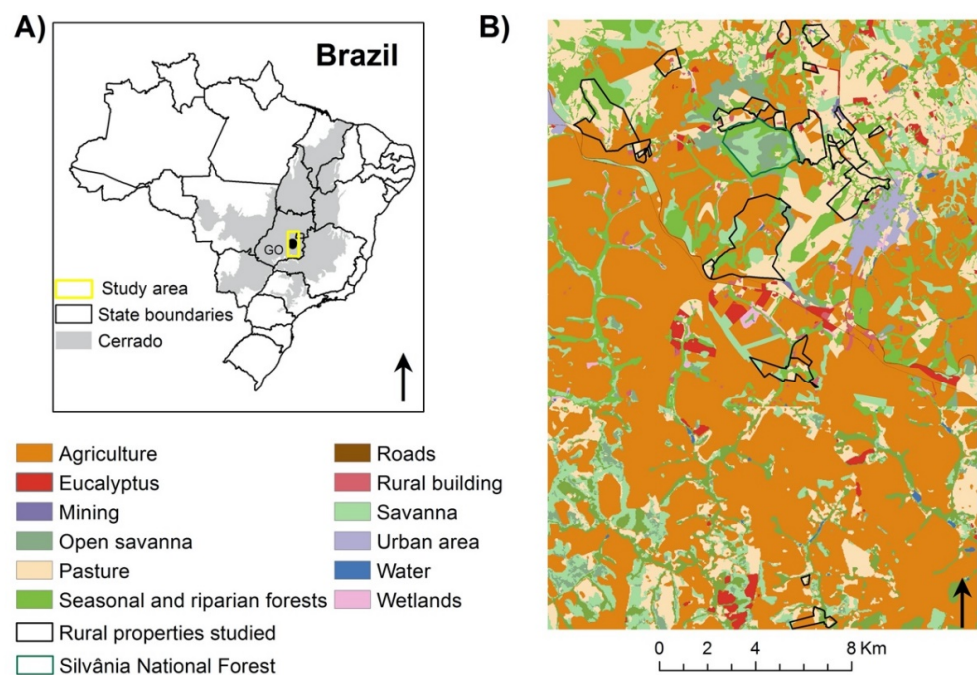 A)
Brazil
GO
Study area
State boundaries
Cerrado
B)
Agriculture
Eucalyptus
Mining
Open savanna
Pasture
Seasonal and riparian forests
Rural properties studied
Silvânia National Forest
Roads
Rural building
Savanna
Urban area
Water
Wetlands
0 2 4 8 Km